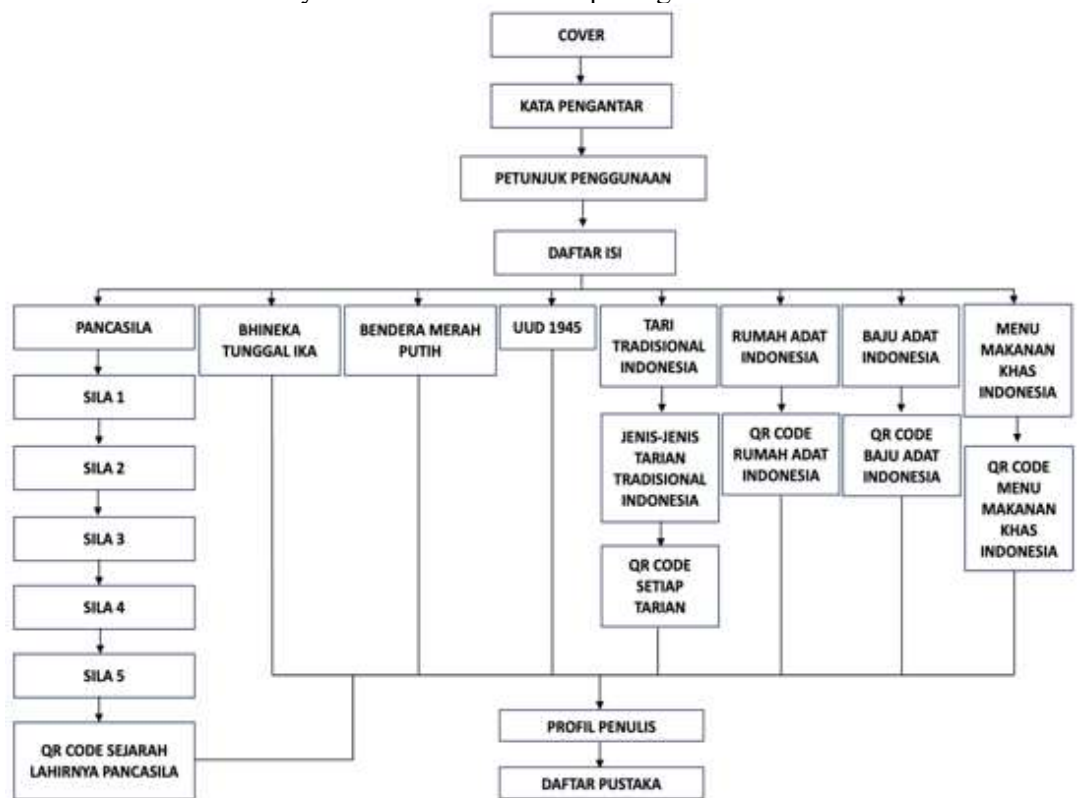 COVER
KATA PENGANTAR
PETUNJUK PENGGUNAAN
DAFTAR ISI
PANCASILA
SILA 1
SILA 2
SILA 3
SILA 4
SILA 5
QR CODE SEJARAH
LAHIRNYA PANCASILA
BHINEKA
TUNGGAL IKA
BENDERA MERAH
PUTIH
UUD 1945
TARI
TRADISIONAL
INDONESIA
JENIS-JENIS
TARIAN
TRADISIONAL
INDONESIA
QR CODE
SETIAP
TARIAN
RUMAH ADAT
INDONESIA
QR CODE
RUMAH ADAT
INDONESIA
BAJU ADAT
INDONESIA
QR CODE
BAJU ADAT
INDONESIA
MENU
MAKANAN
KHAS
INDONESIA
QR CODE
MENU
MAKANAN
KHAS
INDONESIA
PROFIL PENULIS
DAFTAR PUSTAKA